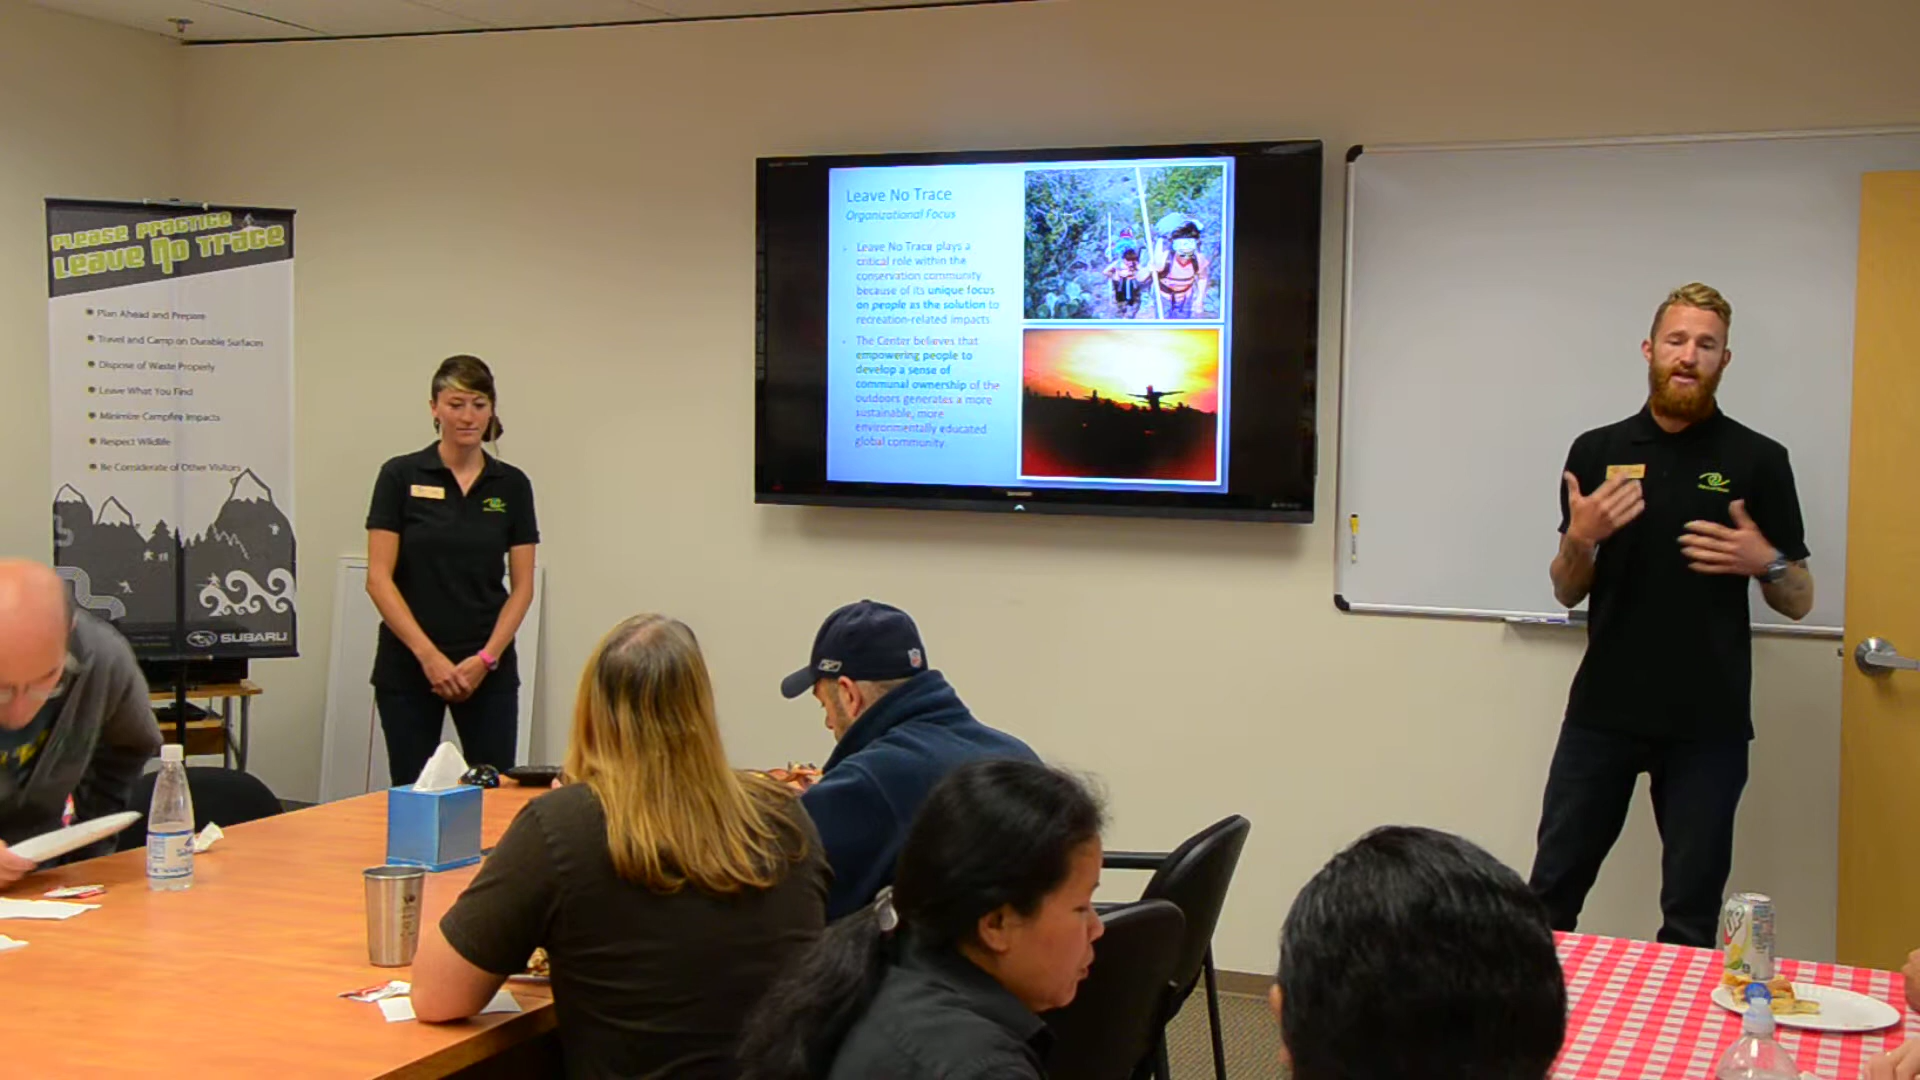 PLEASE PRACTICE
LEAVE NO TRACE
Plan Ahead and Prepare
Travel and Camp on Durable Surfaces
Dispose of Waste Properly
Leave What You Find
Minimize Campfire Impacts
Respect Wildlife
Be Considerate of Other Visitors
SUBARU
Leave No Trace
Organizational Focus
Leave No Trace plays a
critical role within the
conservation community
because of its unique focus
on people as the solution to
recreation-related impacts
The Center believes that
empowering people to
develop a sense of
communal ownership of the
outdoors generates a more
sustainable, more
environmentally educated
global community.